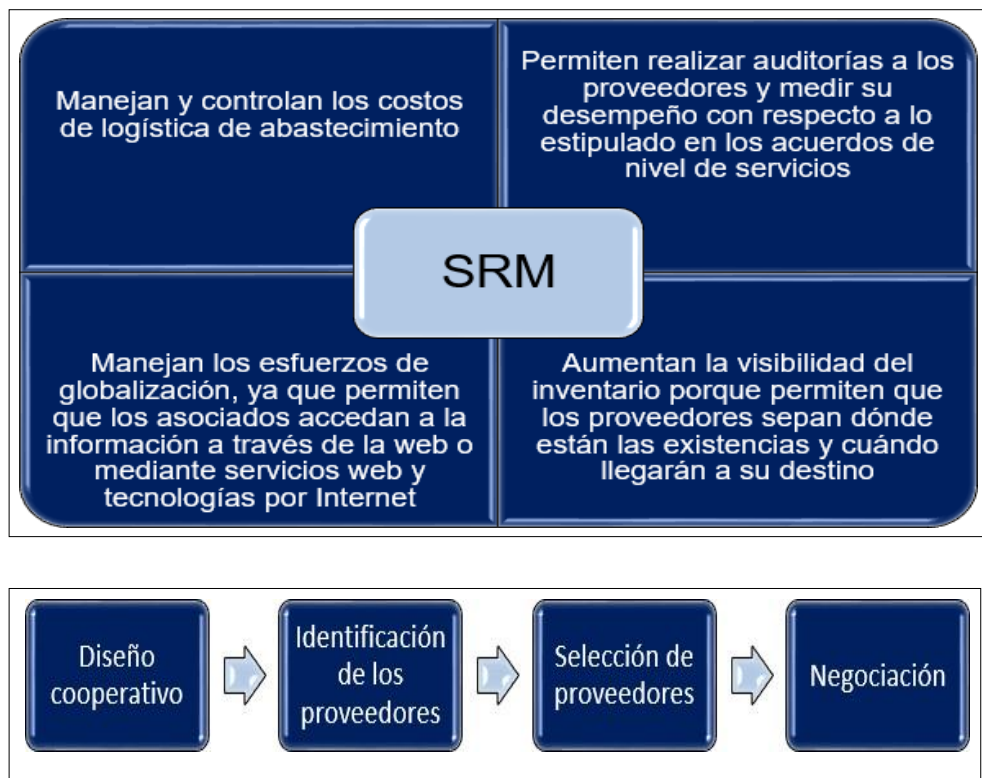 Manejan y controlan los costos
de logística de abastecimiento
Permiten realizar auditorías a los
proveedores y medir su
desempeño con respecto a lo
estipulado en los acuerdos de
nivel de servicios
SRM
Manejan los esfuerzos de
globalización, ya que permiten
que los asociados accedan a la
información a través de la web o
mediante servicios web y
tecnologías por Internet
Aumentan la visibilidad del
inventario porque permiten que
los proveedores sepan dónde
están las existencias y cuándo
llegarán a su destino
Diseño
cooperativo
Identificación
de los
proveedores
Selección de
proveedores
Negociación